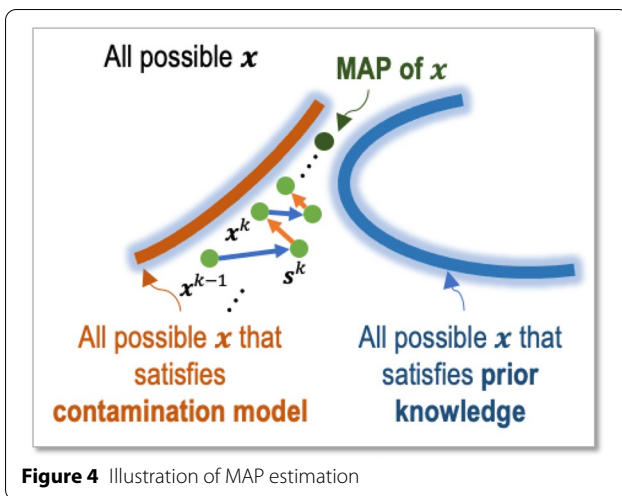 All possible x
MAP of x
x^k
x^{k−1}
s^k
All possible x that
satisfies
contamination model
All possible x that
satisfies prior
knowledge
Figure 4 Illustration of MAP estimation